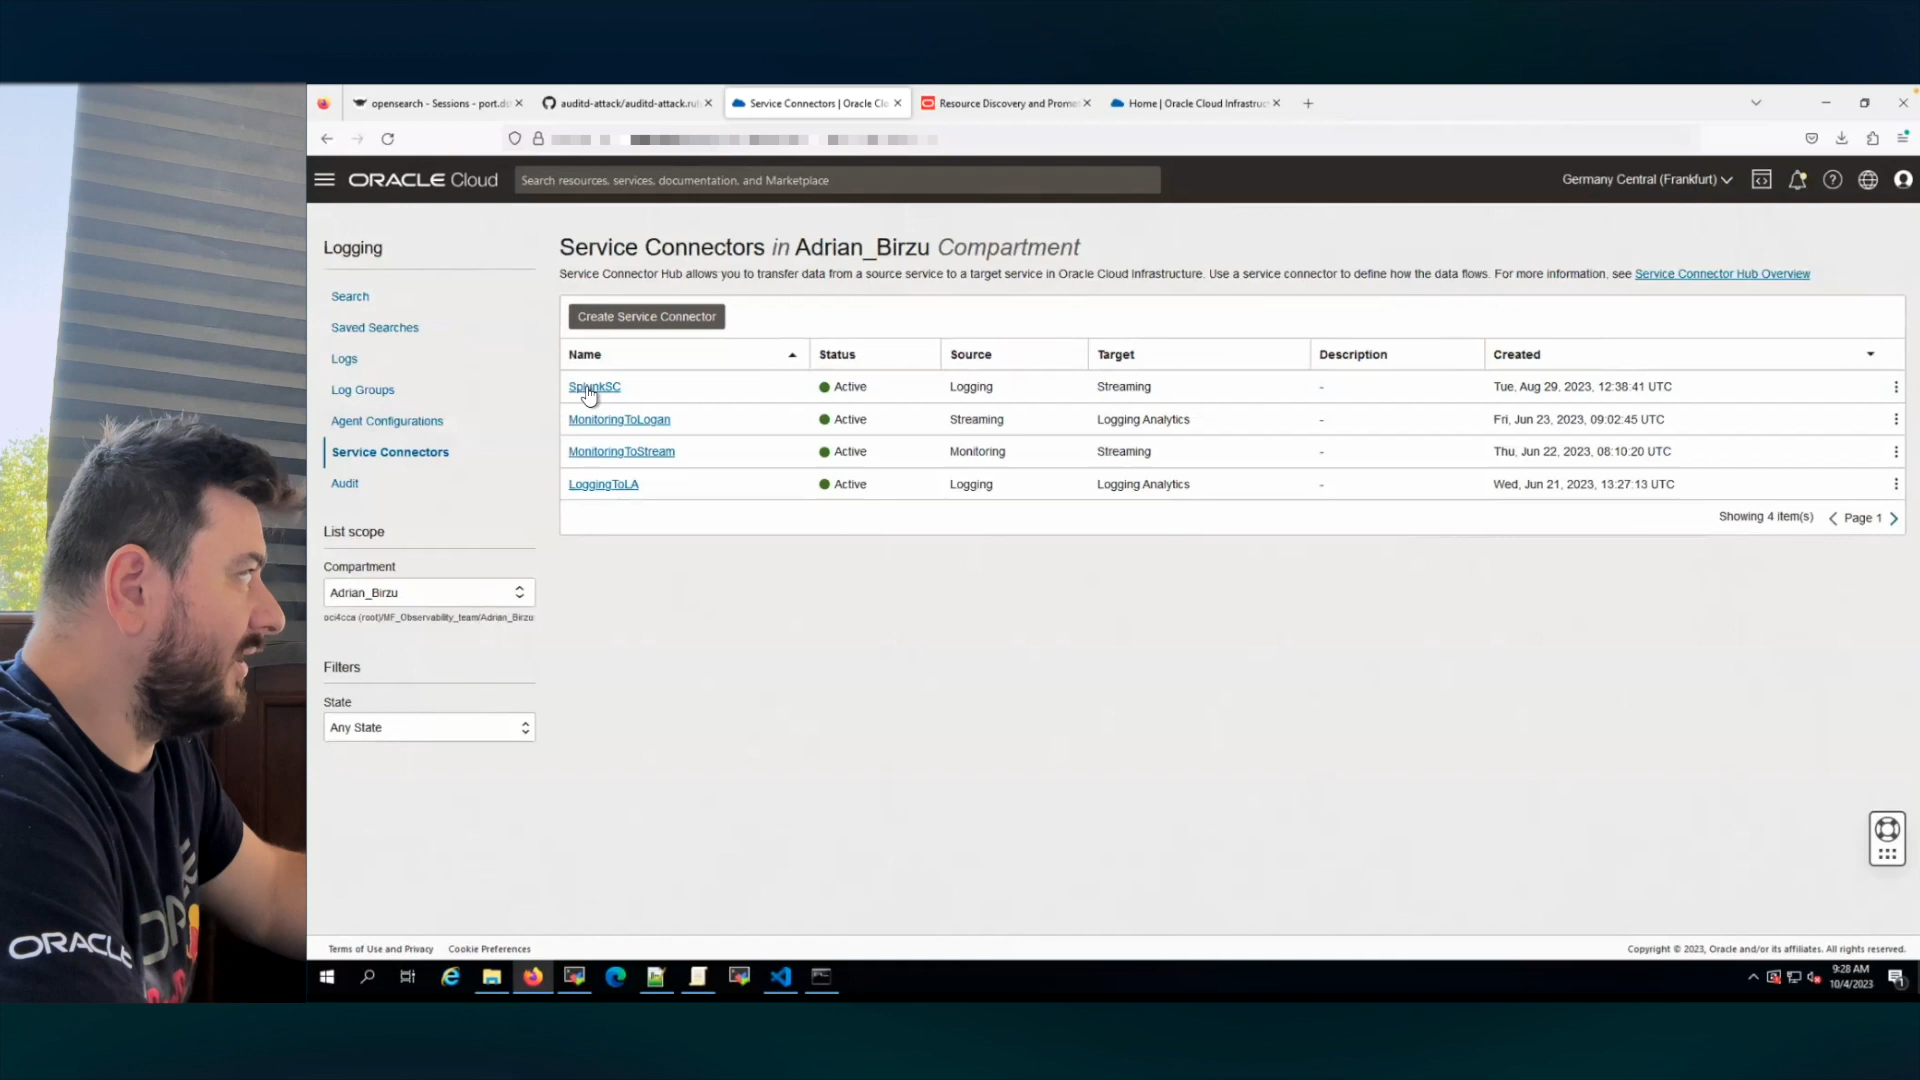 opensearch - Sessions - port.d
auditd-attack/auditd-attack.rul
Service Connectors | Oracle Clo
Resource Discovery and Promo
Home | Oracle Cloud Infrastruc
ORACLE Cloud
Search resources, services, documentation, and Marketplace
Germany Central (Frankfurt)
Logging
Search
Saved Searches
Logs
Log Groups
Agent Configurations
Service Connectors
Audit
List scope
Compartment
Adrian_Birzu
oci4cca (root)/MF_Observability_team/Adrian_Birzu
Filters
State
Any State
Service Connectors in Adrian_Birzu Compartment
Service Connector Hub allows you to transfer data from a source service to a target service in Oracle Cloud Infrastructure. Use a service connector to define how the data flows. For more information, see Service Connector Hub Overview
Create Service Connector
Name Status Source Target Description Created
SplunkSC Active Logging Streaming - Tue, Aug 29, 2023, 12:38:41 UTC
MonitoringToLogan Active Streaming Logging Analytics - Fri, Jun 23, 2023, 09:02:45 UTC
MonitoringToStream Active Monitoring Streaming - Thu, Jun 22, 2023, 08:10:20 UTC
LoggingToLA Active Logging Logging Analytics - Wed, Jun 21, 2023, 13:27:13 UTC
Showing 4 item(s) Page 1
Terms of Use and Privacy Cookie Preferences
Copyright © 2023, Oracle and/or its affiliates. All rights reserved.
9:28 AM
10/4/2023
1
ORACLE